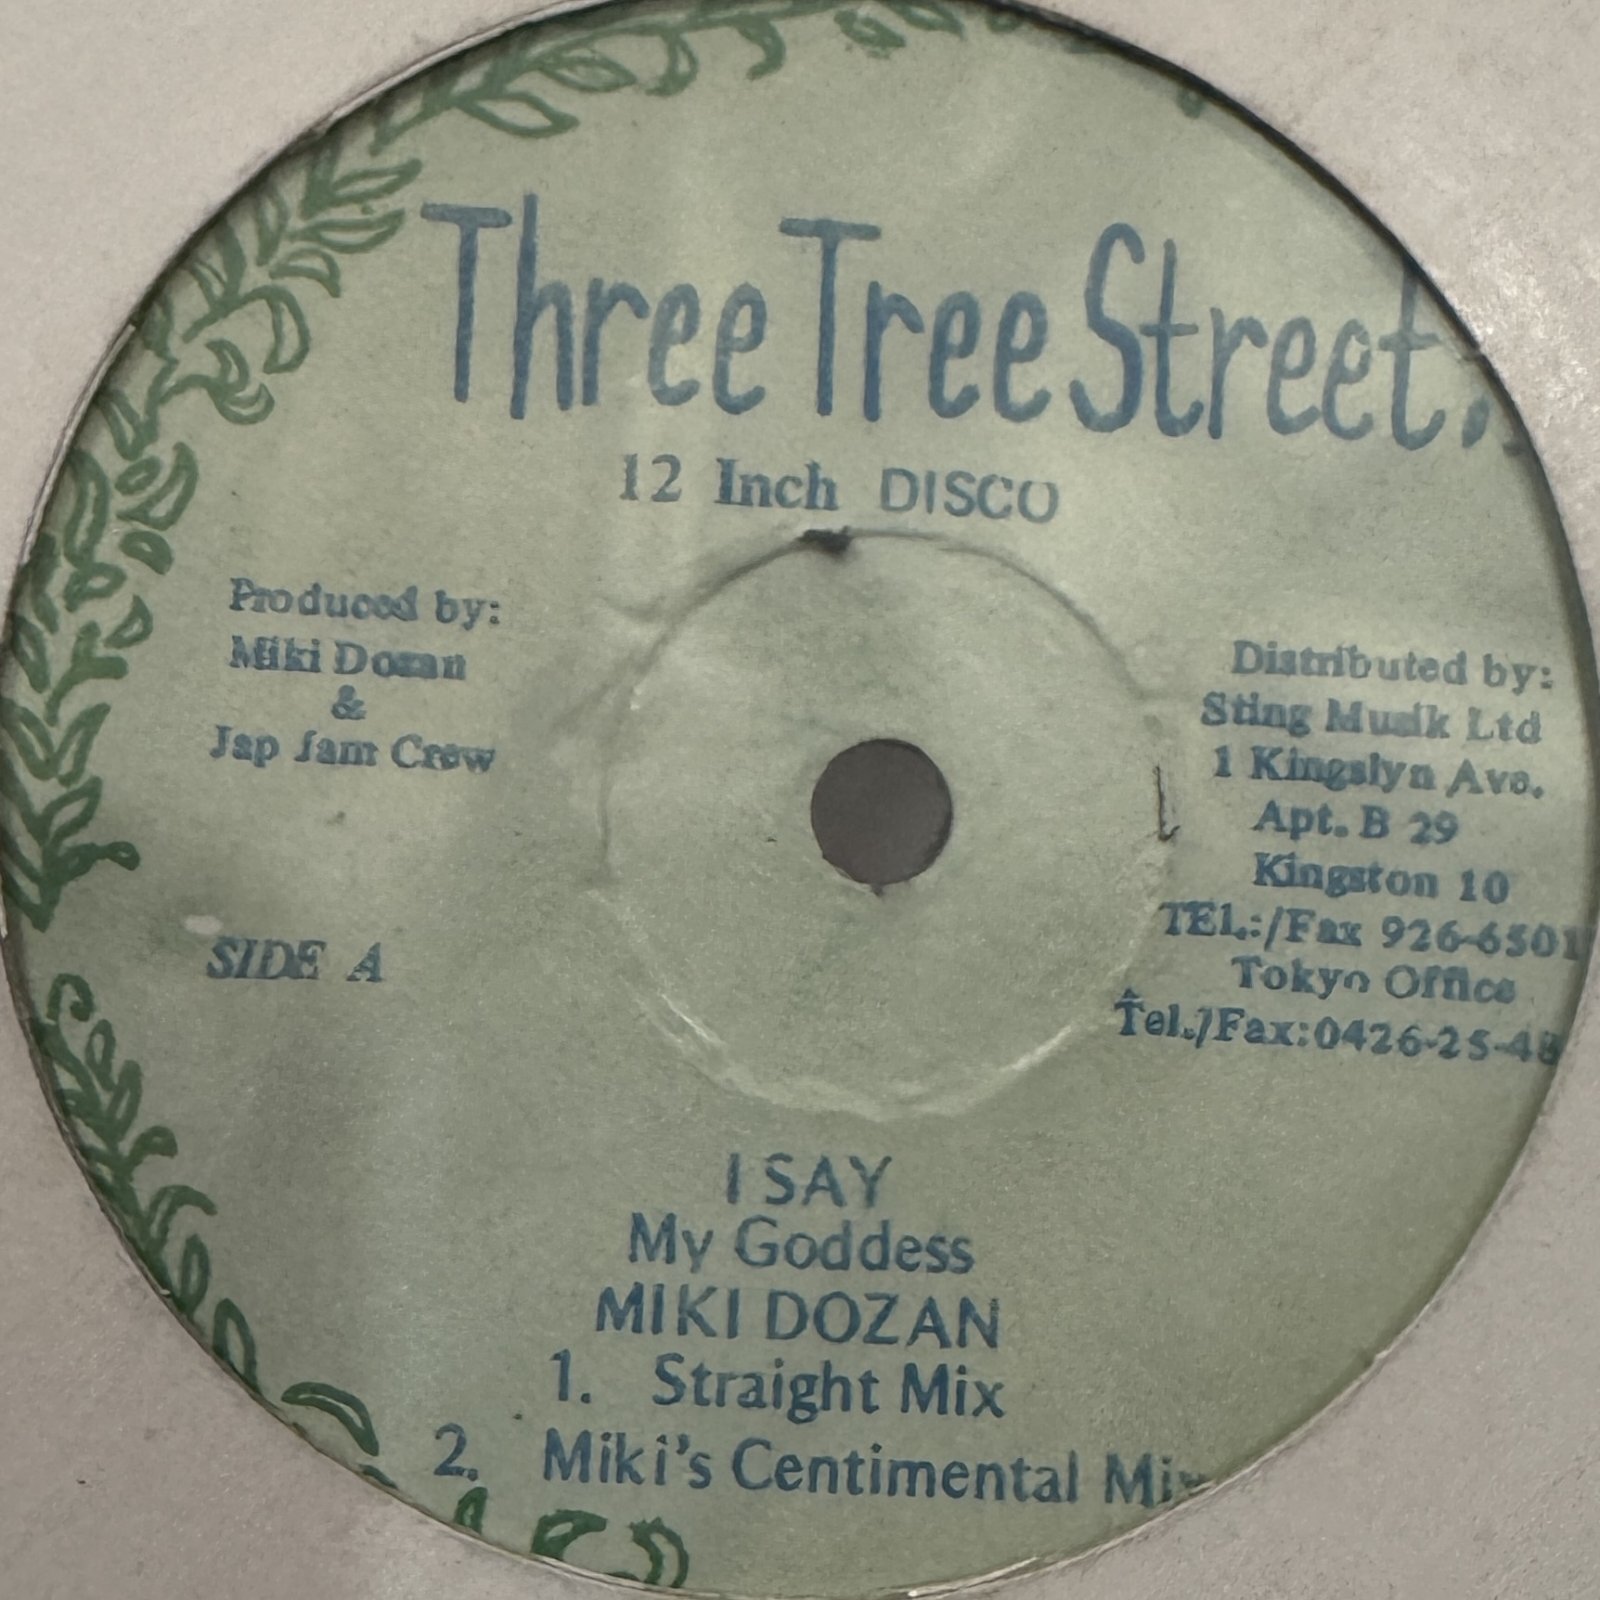 Three Tree Street.
12 Inch DISCO
Produced by:
Miki Dozan
&
Jap Jam Crew
SIDE A
Distributed by:
Sting Musik Ltd
1 Kingslyn Ave.
Apt. B 29
Kingston 10
TEL.:/Fax 926-6501
Tokyo Office
Tel./Fax:0426-25-48
I SAY
My Goddess
MIKI DOZAN
1. Straight Mix
2. Miki's Centimental Mix